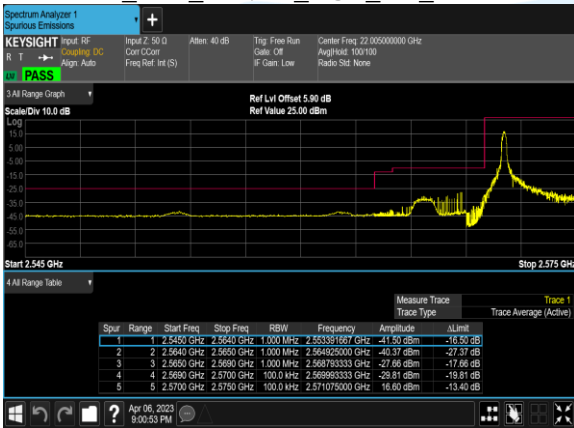 Spectrum Analyzer 1
Spurious Emissions
+
KEYSIGHT Input: RF Input Z: 50 Ω Atten: 40 dB Trig: Free Run Center Freq: 22.005000000 GHz
R T Coupling: DC Corr CCorr Gate: Off Avg|Hold: 100/100
Align: Auto Freq Ref: Int (S) IF Gain: Low Radio Std: None
PASS
3 All Range Graph
Ref Lvl Offset 5.90 dB
Scale/Div 10.0 dB Ref Value 25.00 dBm
Log
15.0
5.00
-5.00
-15.0
-25.0
-35.0
-45.0
-55.0
-65.0
Start 2.545 GHz Stop 2.575 GHz
4 All Range Table
Measure Trace Trace 1
Trace Type Trace Average (Active)
Spur Range Start Freq Stop Freq RBW Frequency Amplitude ΔLimit
1 1 2.5450 GHz 2.5640 GHz 1.000 MHz 2.553391667 GHz -41.50 dBm -16.50 dB
2 2 2.5640 GHz 2.5650 GHz 1.000 MHz 2.564925000 GHz -40.37 dBm -27.37 dB
3 3 2.5650 GHz 2.5690 GHz 1.000 MHz 2.568793333 GHz -27.66 dBm -17.66 dB
4 4 2.5690 GHz 2.5700 GHz 100.0 kHz 2.569993333 GHz -29.81 dBm -19.81 dB
5 5 2.5700 GHz 2.5750 GHz 100.0 kHz 2.571075000 GHz 16.60 dBm -13.40 dB
?
Apr 06, 2023
9:00:53 PM